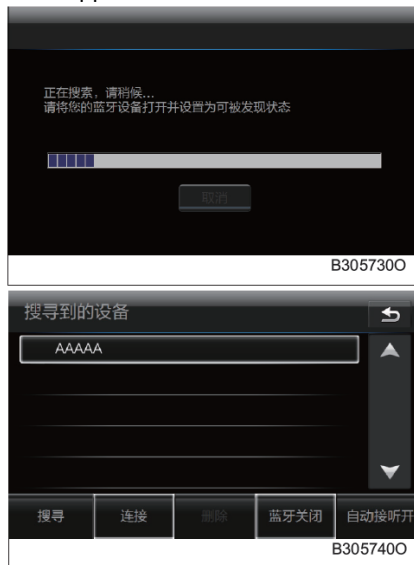 正在搜索，请稍候...
请将您的蓝牙设备打开并设置为可被发现状态
取消
B305730O
搜寻到的设备
AAAAA
搜寻 连接 删除 蓝牙关闭 自动接听开
B305740O